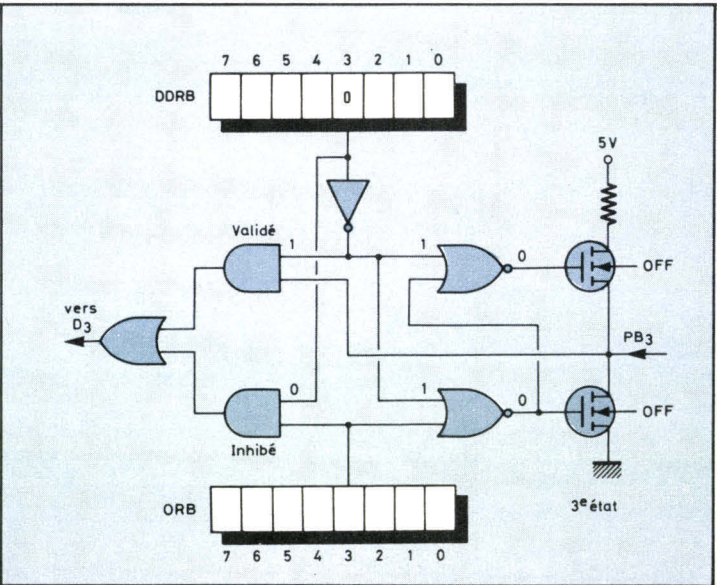 7 6 5 4 3 2 1 0
DDRB
0
5V
Validé
1
1
0
OFF
vers
D3
PB3
0
1
0
OFF
Inhibé
ORB
3e état
7 6 5 4 3 2 1 0